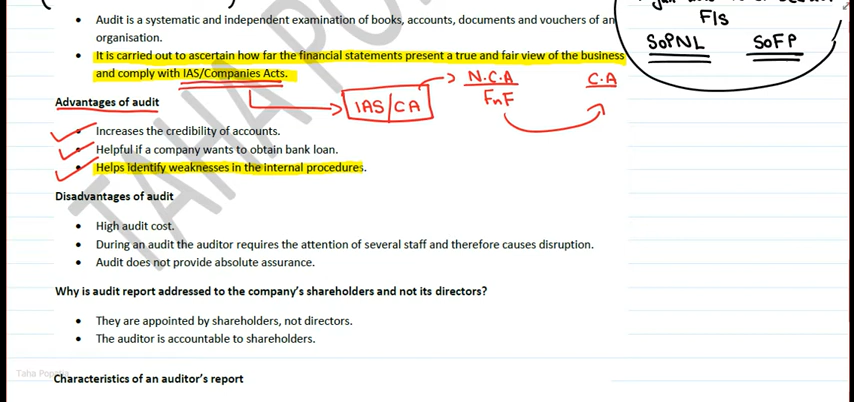 Audit is a systematic and independent examination of books, accounts, documents and vouchers of an
organisation.
It is carried out to ascertain how far the financial statements present a true and fair view of the business
and comply with IAS/Companies Acts.
F/s
SoPNL SoFP
N.C.A
FnF
C.A
IAS/CA
Advantages of audit
Increases the credibility of accounts.
Helpful if a company wants to obtain bank loan.
Helps identify weaknesses in the internal procedures.
Disadvantages of audit
High audit cost.
During an audit the auditor requires the attention of several staff and therefore causes disruption.
Audit does not provide absolute assurance.
Why is audit report addressed to the company's shareholders and not its directors?
They are appointed by shareholders, not directors.
The auditor is accountable to shareholders.
Characteristics of an auditor's report